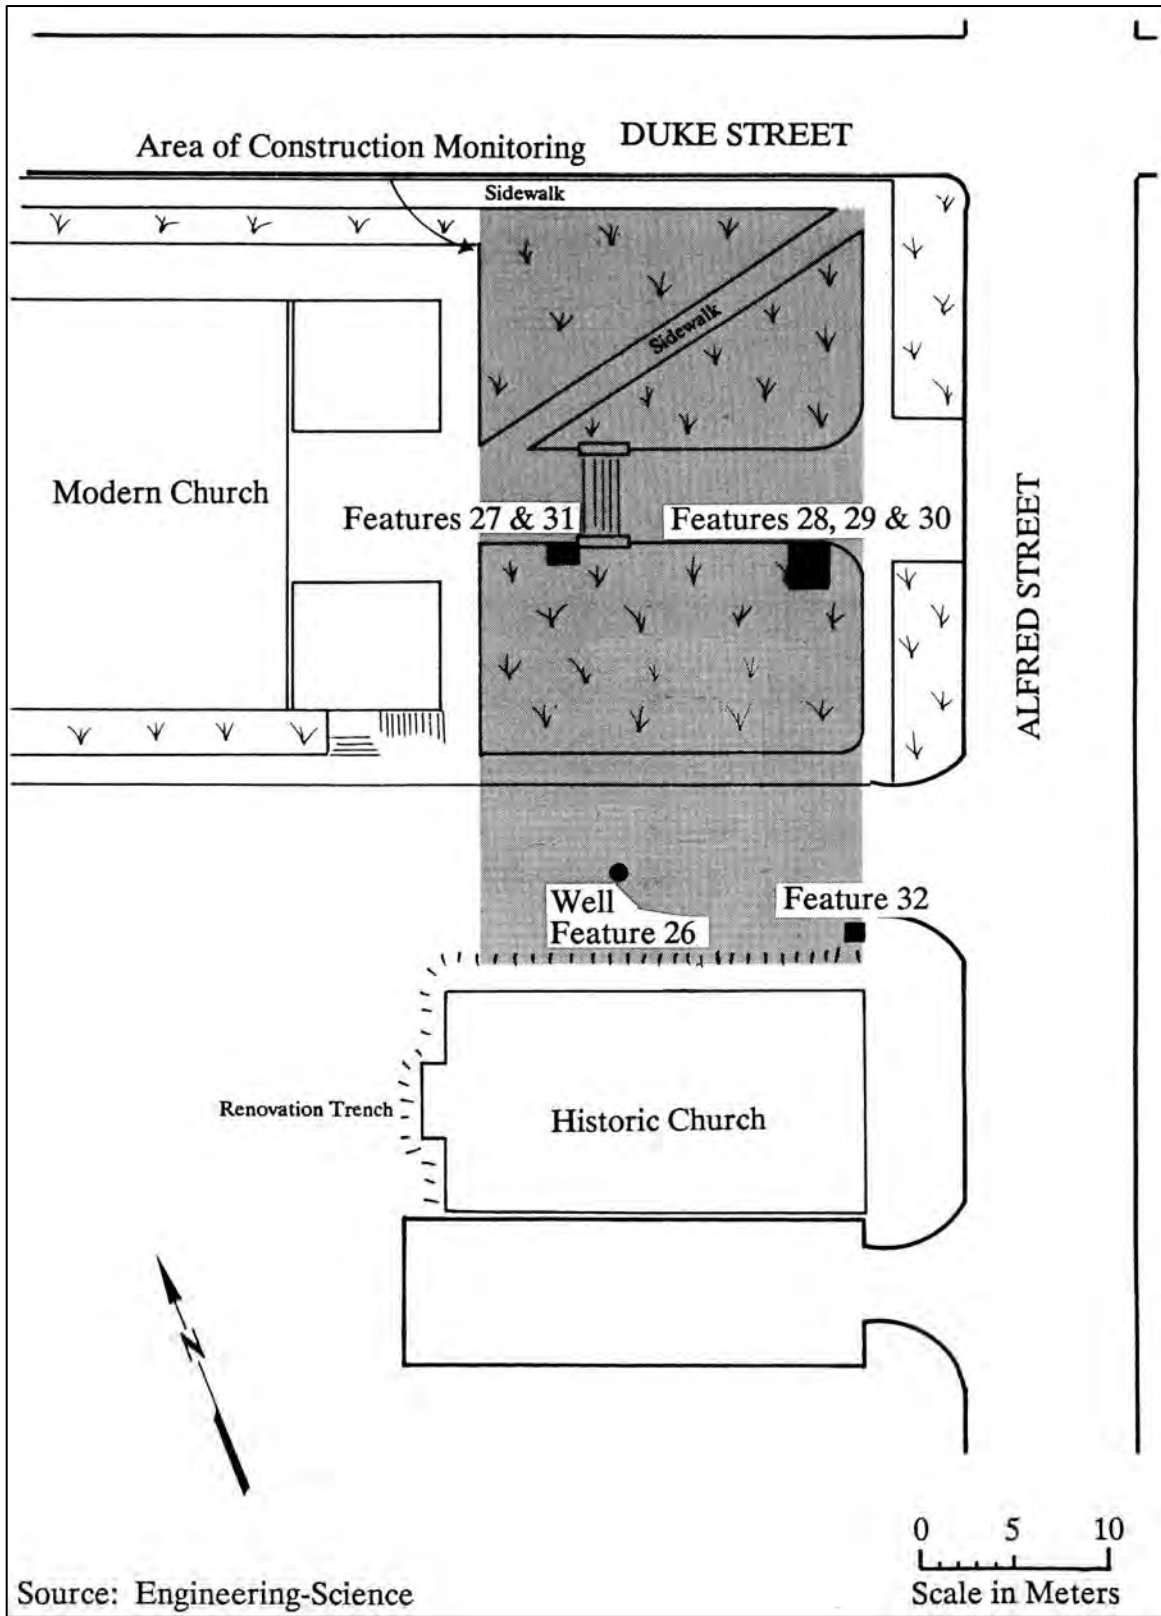 DUKE STREET
Area of Construction Monitoring
Sidewalk
Sidewalk
Modern Church
Features 27 & 31
Features 28, 29 & 30
ALFRED STREET
Well
Feature 26
Feature 32
Renovation Trench
Historic Church
N
0 5 10
Scale in Meters
Source: Engineering-Science